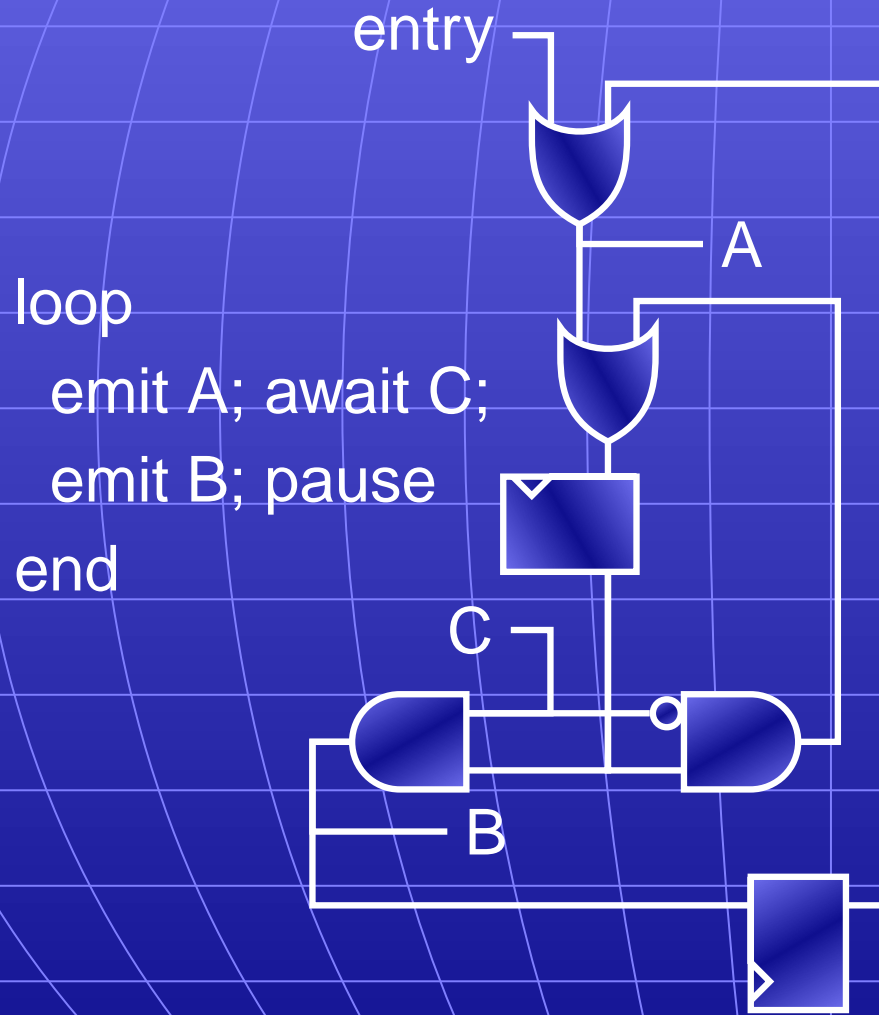 entry
A
loop
emit A; await C;
emit B; pause
end
C
B